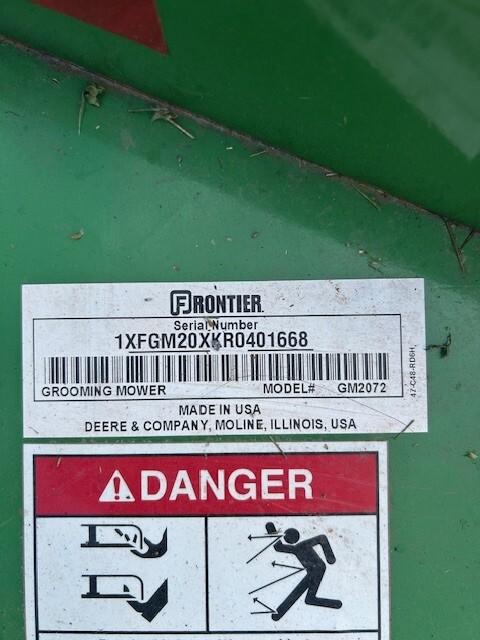 FRONTIER
Serial Number
1XFGM20XKR0401668
GROOMING MOWER MODEL# GM2072
47-C48-RD6H
MADE IN USA
DEERE & COMPANY, MOLINE, ILLINOIS, USA
DANGER